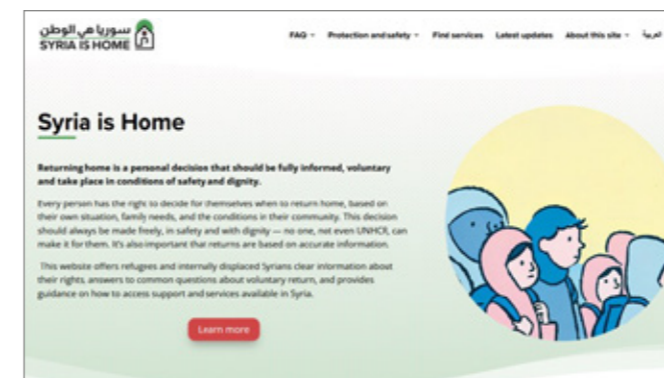 سوريا هي الوطن
SYRIA IS HOME
FAQ Protection and safety Find services Latest updates About this site العربية
Syria is Home
Returning home is a personal decision that should be fully informed, voluntary
and take place in conditions of safety and dignity.
Every person has the right to decide for themselves when to return home, based on
their own situation, family needs, and the conditions in their community. This decision
should always be made freely, in safety and with dignity — no one, not even UNHCR, can
make it for them. It's also important that returns are based on accurate information.
This website offers refugees and internally displaced Syrians clear information about
their rights, answers to common questions about voluntary return, and provides
guidance on how to access support and services available in Syria.
Learn more